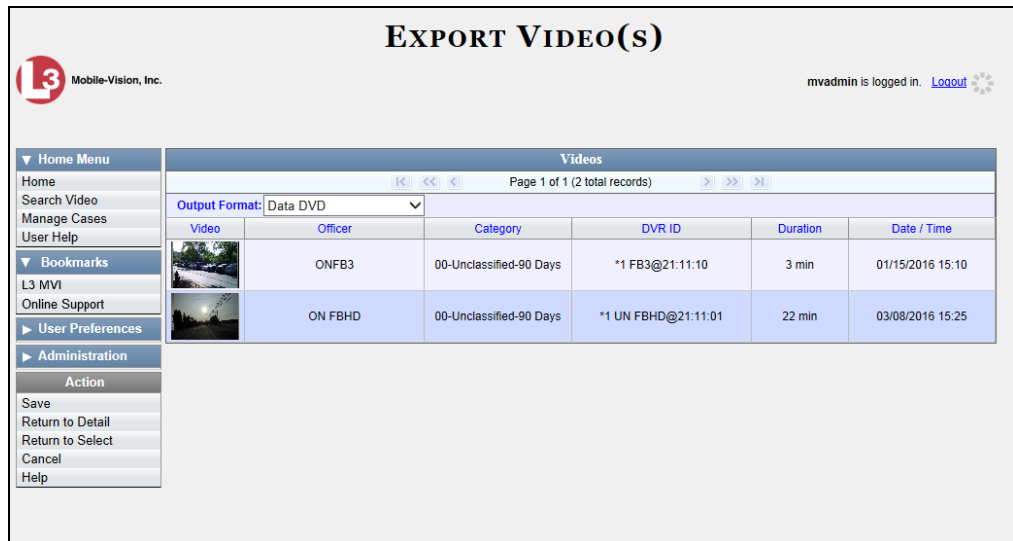 EXPORT VIDEO(S)
L3 Mobile-Vision, Inc.
mvadmin is logged in. Logout
▼ Home Menu
Home
Search Video
Manage Cases
User Help
▼ Bookmarks
L3 MVI
Online Support
▶ User Preferences
▶ Administration
Action
Save
Return to Detail
Return to Select
Cancel
Help
Videos
|< << < Page 1 of 1 (2 total records) > >> >|
Output Format: Data DVD
Video Officer Category DVR ID Duration Date / Time
ONFB3 00-Unclassified-90 Days *1 FB3@21:11:10 3 min 01/15/2016 15:10
ON FBHD 00-Unclassified-90 Days *1 UN FBHD@21:11:01 22 min 03/08/2016 15:25